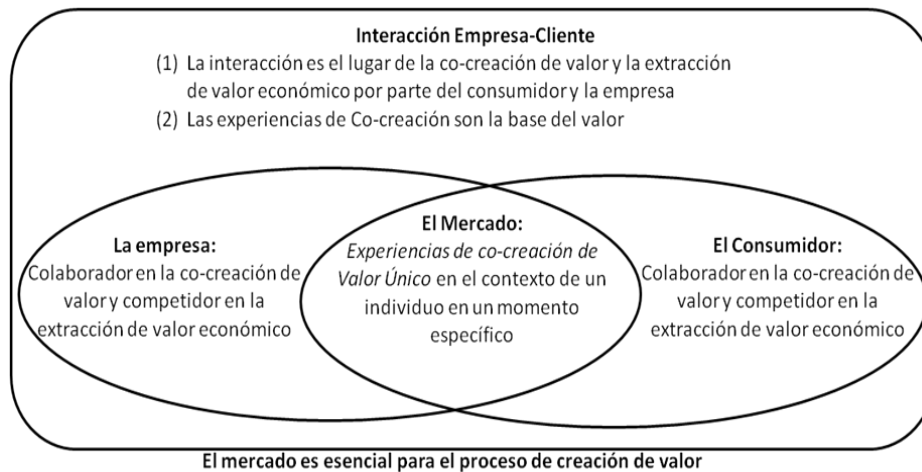 Interacción Empresa-Cliente
(1) La interacción es el lugar de la co-creación de valor y la extracción
de valor económico por parte del consumidor y la empresa
(2) Las experiencias de Co-creación son la base del valor
La empresa:
Colaborador en la co-creación de
valor y competidor en la
extracción de valor económico
El Mercado:
Experiencias de co-creación de
Valor Único en el contexto de un
individuo en un momento
específico
El Consumidor:
Colaborador en la co-creación de
valor y competidor en la
extracción de valor económico
El mercado es esencial para el proceso de creación de valor